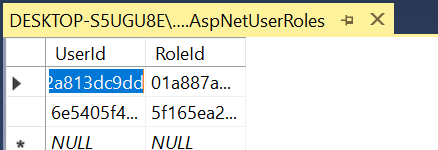 DESKTOP-S5UGU8E\....AspNetUserRoles
UserId RoleId
2a813dc9dd 01a887a...
6e5405f4... 5f165ea2...
NULL NULL